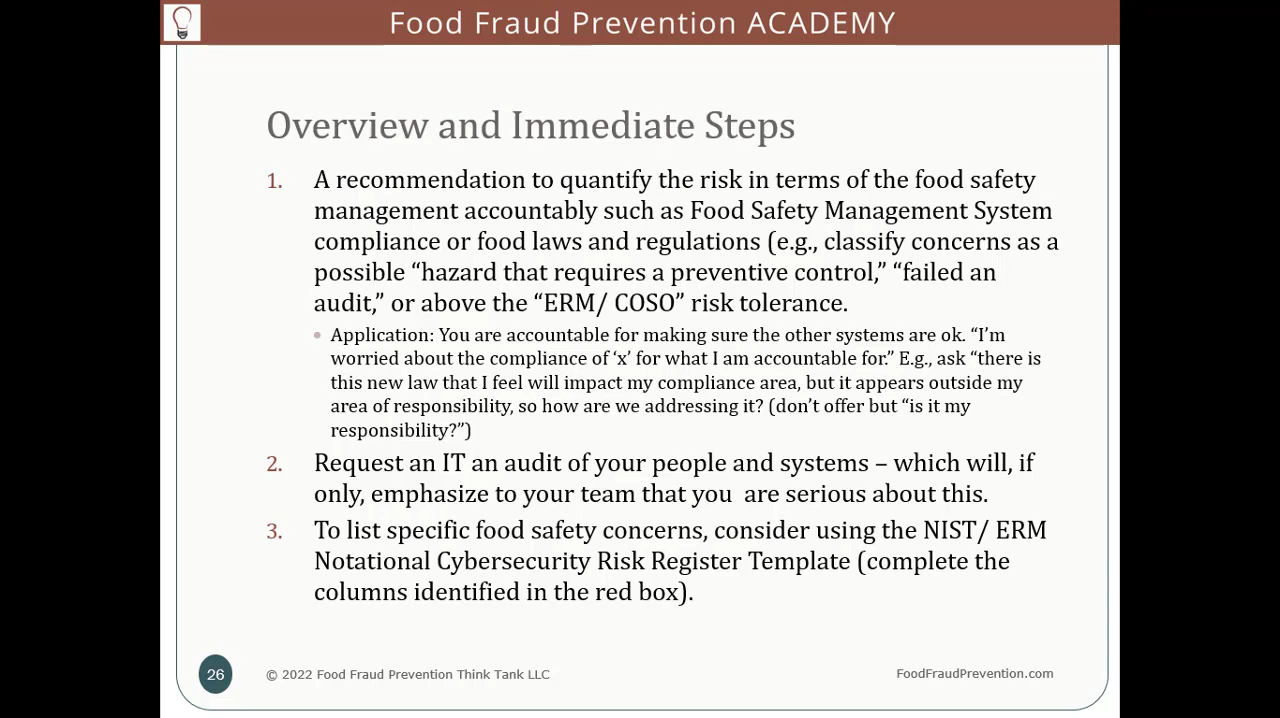 Food Fraud Prevention ACADEMY
Overview and Immediate Steps
1. A recommendation to quantify the risk in terms of the food safety
management accountably such as Food Safety Management System
compliance or food laws and regulations (e.g., classify concerns as a
possible “hazard that requires a preventive control,” “failed an
audit,” or above the “ERM/ COSO” risk tolerance.
• Application: You are accountable for making sure the other systems are ok. “I’m
worried about the compliance of ‘x’ for what I am accountable for.” E.g., ask “there is
this new law that I feel will impact my compliance area, but it appears outside my
area of responsibility, so how are we addressing it? (don’t offer but “is it my
responsibility?”)
2. Request an IT an audit of your people and systems – which will, if
only, emphasize to your team that you  are serious about this.
3. To list specific food safety concerns, consider using the NIST/ ERM
Notational Cybersecurity Risk Register Template (complete the
columns identified in the red box).
26
© 2022 Food Fraud Prevention Think Tank LLC
FoodFraudPrevention.com